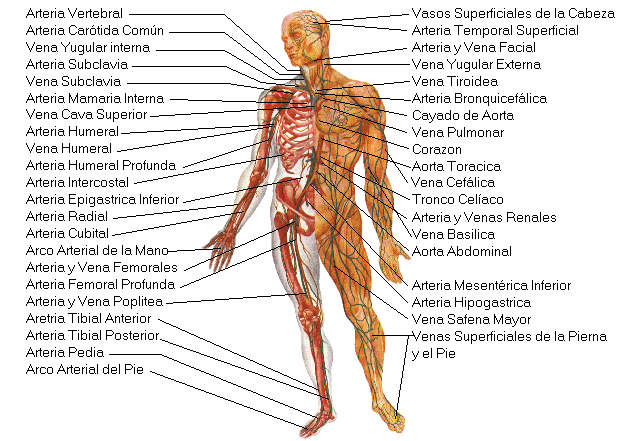 Arteria Vertebral
Arteria Carótida Común
Vena Yugular interna
Arteria Subclavia
Vena Subclavia
Arteria Mamaria Interna
Vena Cava Superior
Arteria Humeral
Vena Humeral
Arteria Humeral Profunda
Arteria Intercostal
Arteria Epigastrica Inferior
Arteria Radial
Arteria Cubital
Arco Arterial de la Mano
Arteria y Vena Femorales
Arteria Femoral Profunda
Arteria y Vena Poplitea
Aretria Tibial Anterior
Arteria Tibial Posterior
Arteria Pedia
Arco Arterial del Pie
Vasos Superficiales de la Cabeza
Arteria Temporal Superficial
Arteria y Vena Facial
Vena Yugular Externa
Vena Tiroidea
Arteria Bronquicefálica
Cayado de Aorta
Vena Pulmonar
Corazon
Aorta Toracica
Vena Cefálica
Tronco Celíaco
Arteria y Venas Renales
Vena Basilica
Aorta Abdominal
Arteria Mesentérica Inferior
Arteria Hipogastrica
Vena Safena Mayor
Venas Superficiales de la Pierna
y el Pie